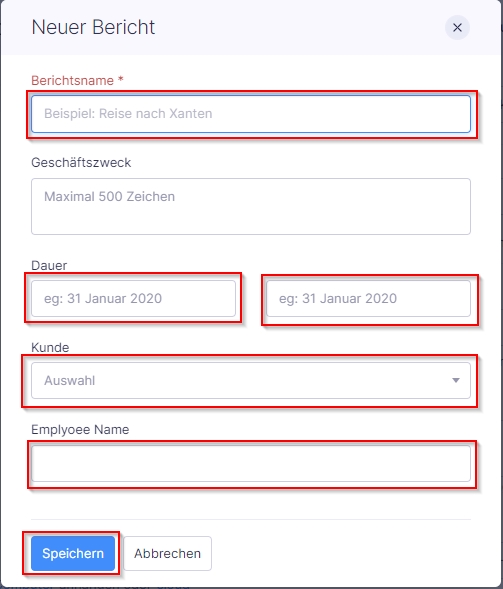 Neuer Bericht
Berichtsname *
Beispiel: Reise nach Xanten
Geschäftszweck
Maximal 500 Zeichen
Dauer
eg: 31 Januar 2020 eg: 31 Januar 2020
Kunde
Auswahl
Emplyoee Name
Speichern Abbrechen